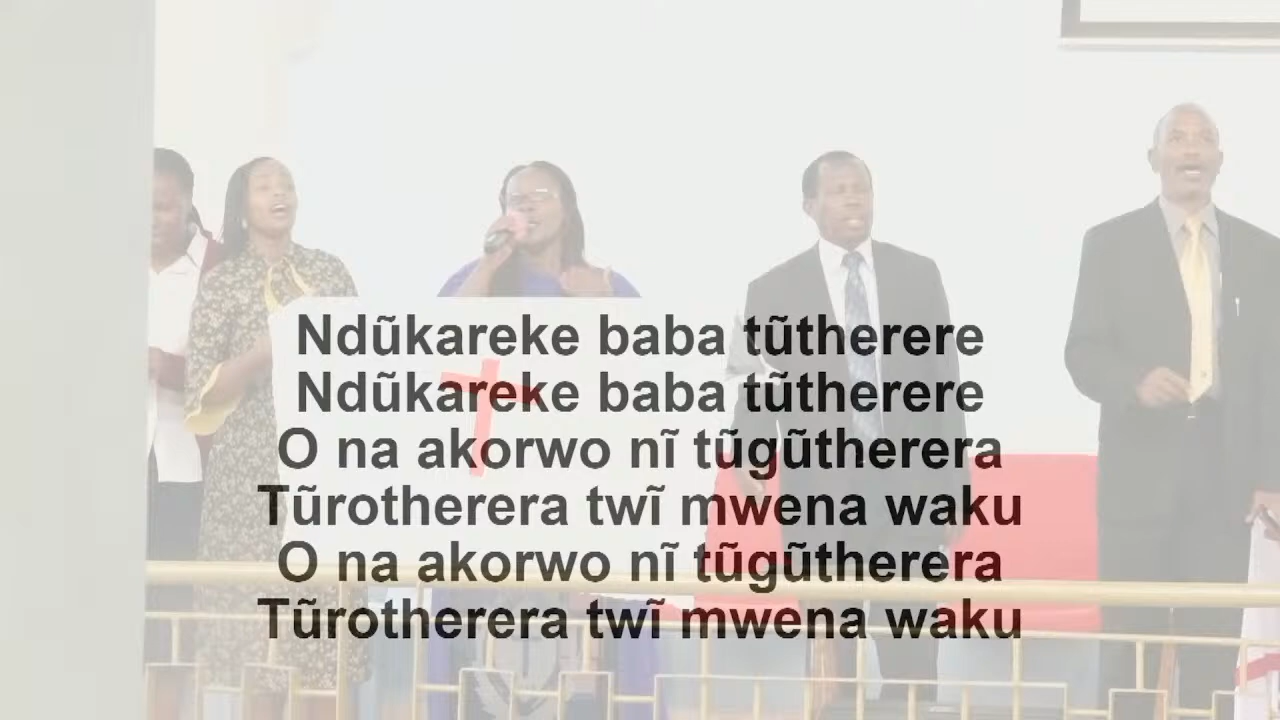 Ndũkareke baba tũtherere
Ndũkareke baba tũtherere
O na akorwo nĩ tũgũtherera
Tũrotherera twĩ mwena waku
O na akorwo nĩ tũgũtherera
Tũrotherera twĩ mwena waku